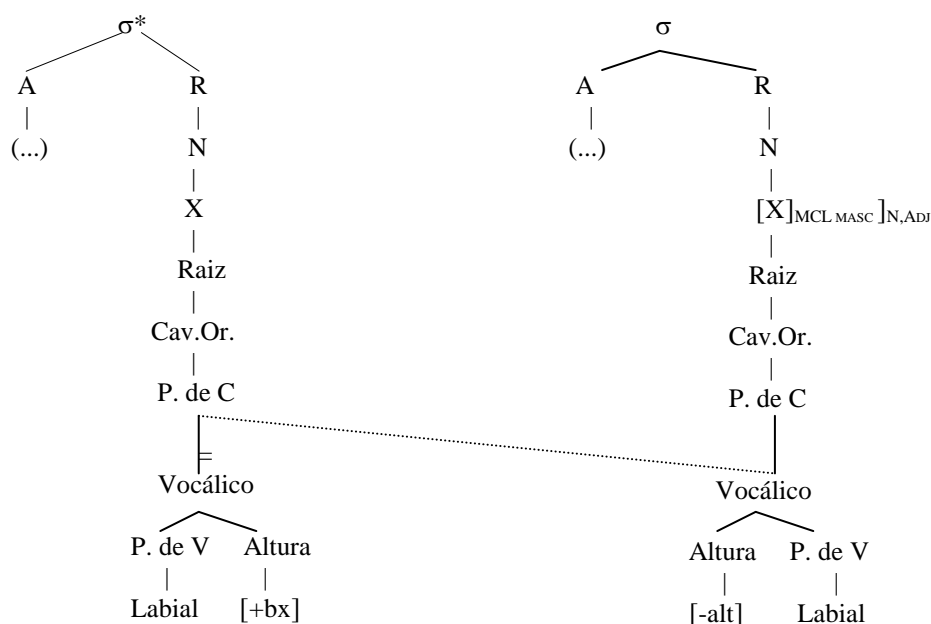 σ* σ
A R A R
(...) N (...) N
X [X]MCL MASC ]N,ADJ
Raiz Raiz
Cav.Or. Cav.Or.
P. de C P. de C
Vocálico Vocálico
P. de V Altura Altura P. de V
Labial [+bx] [-alt] Labial